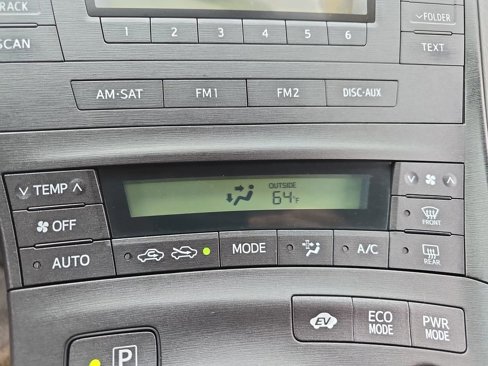 TRACK
SCAN
1 2 3 4 5 6
FOLDER
TEXT
AM-SAT FM1 FM2 DISC-AUX
TEMP
OUTSIDE
64°F
OFF
FRONT
AUTO
MODE
A/C
REAR
EV
ECO
MODE
PWR
MODE
P